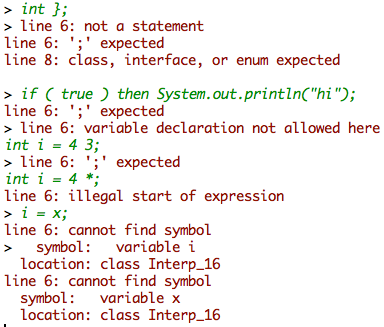 > int };
> line 6: not a statement
line 6: ';' expected
line 8: class, interface, or enum expected

> if ( true ) then System.out.println("hi");
line 6: ';' expected
> line 6: variable declaration not allowed here
int i = 4 3;
> line 6: ';' expected
int i = 4 *;
line 6: illegal start of expression
> i = x;
line 6: cannot find symbol
>   symbol:   variable i
  location: class Interp_16
line 6: cannot find symbol
  symbol:   variable x
  location: class Interp_16